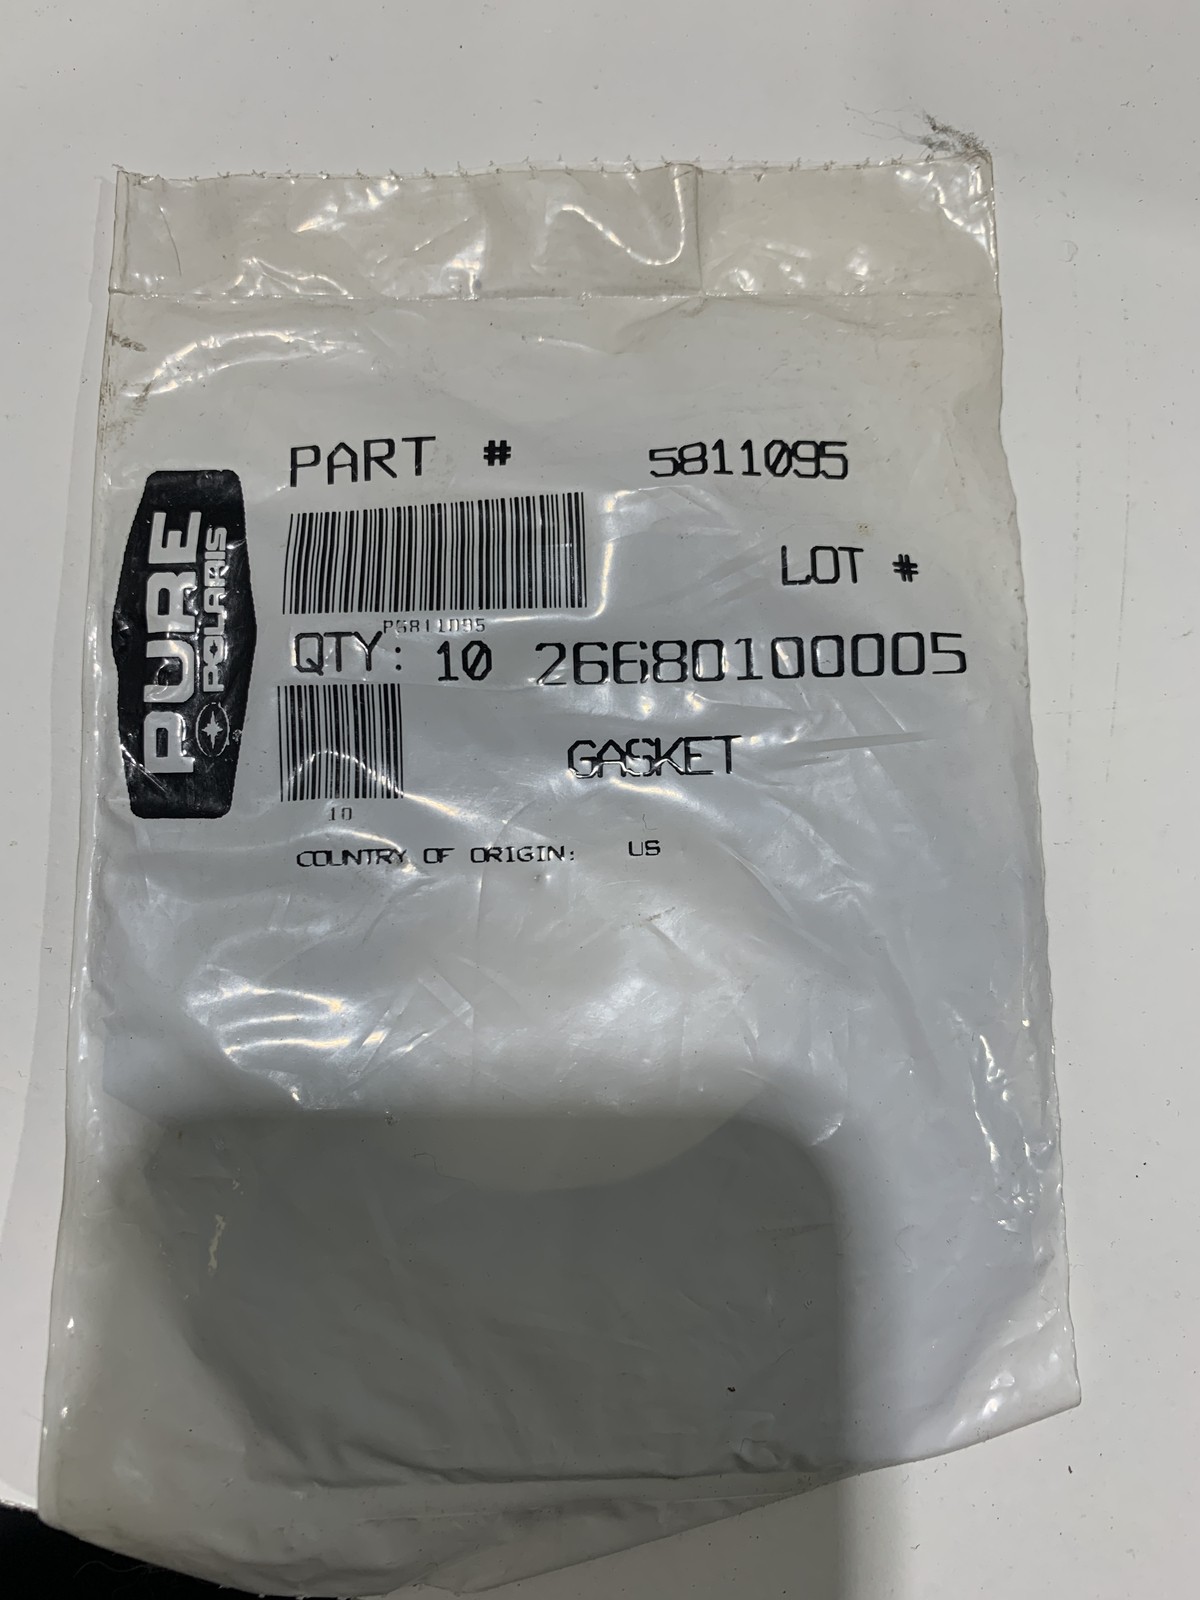 PURE
POLARIS
PART # 5811095
P5811095
LOT #
QTY: 10 26680100005
10
GASKET
COUNTRY OF ORIGIN: US